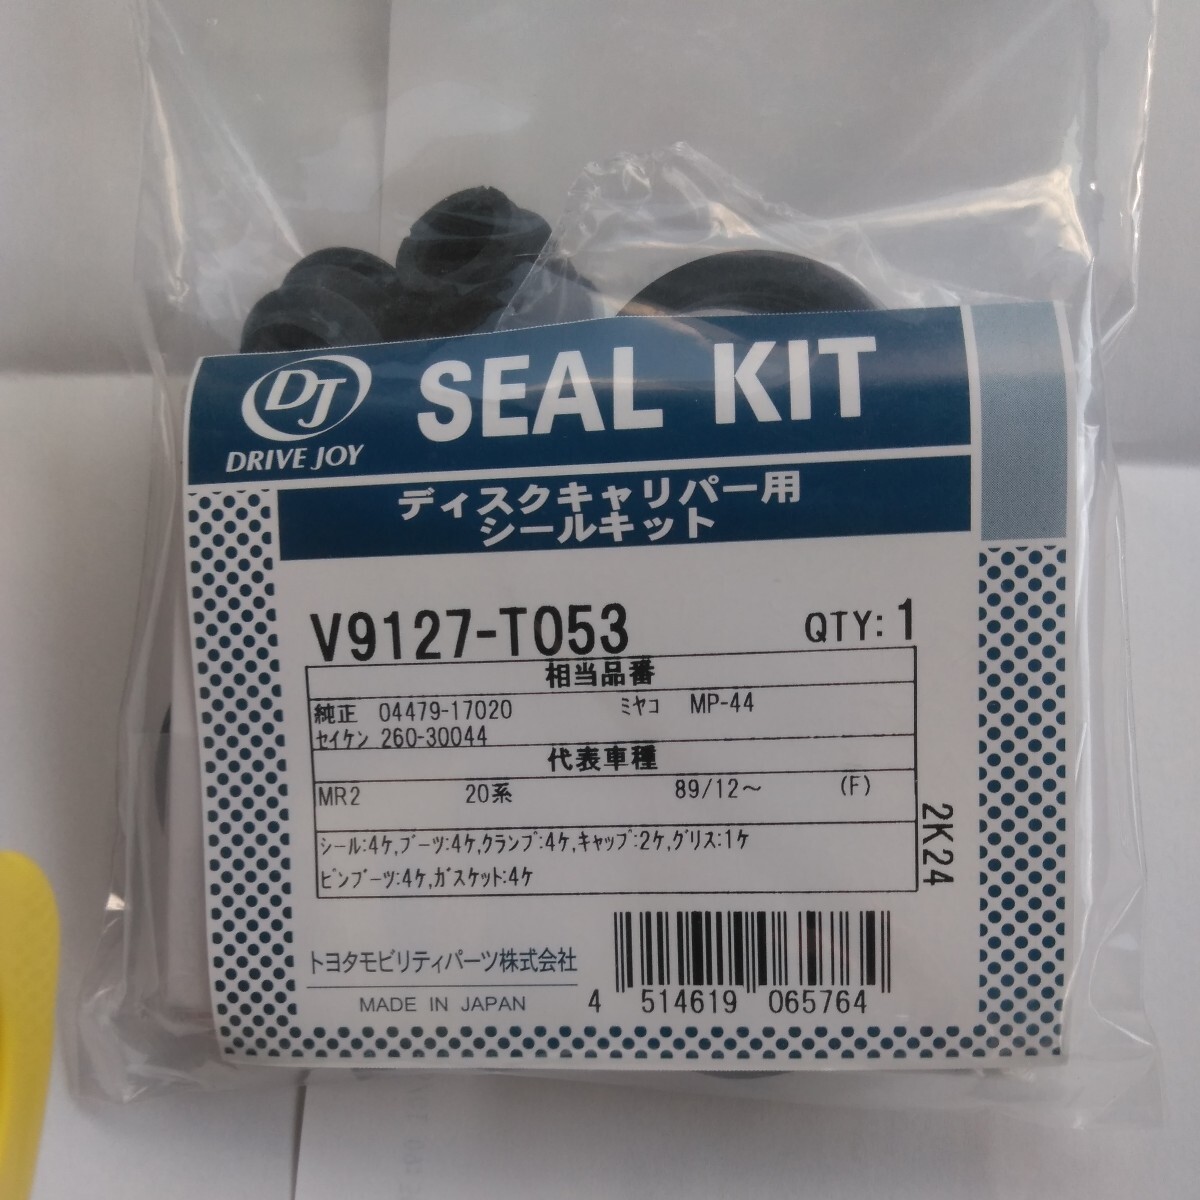 DJ
DRIVE JOY
SEAL KIT
ディスクキャリパー用
シールキット
V9127-T053
QTY: 1
相当品番
純正 04479-17020 ﾐﾔｺ MP-44
ｾｲｹﾝ 260-30044
代表車種
MR2 20系 89/12～ (F)
ｼｰﾙ:4ｹ,ﾌﾞｰﾂ:4ｹ,ｸﾗﾝﾌﾟ:4ｹ,ｷｬｯﾌﾟ:2ｹ,ｸﾞﾘｽ:1ｹ
ﾋﾟﾝﾌﾞｰﾂ:4ｹ,ｶﾞｽｹｯﾄ:4ｹ
2K24
トヨタモビリティパーツ株式会社
MADE IN JAPAN
4 514619 065764